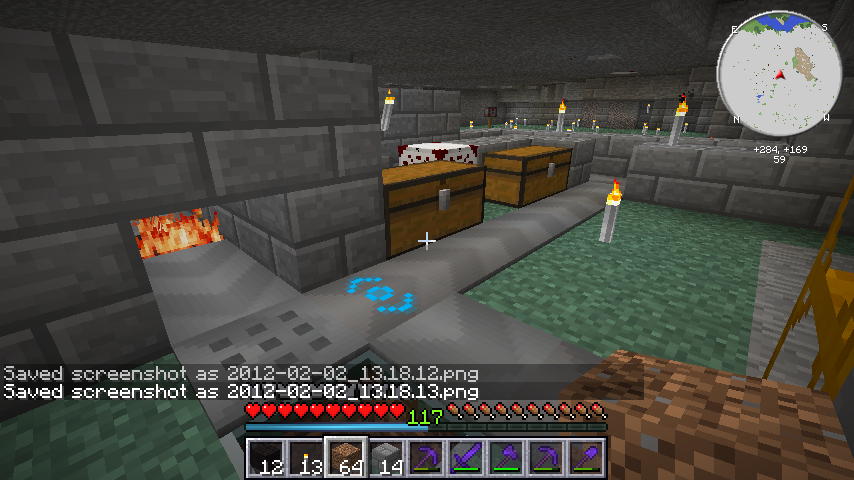 E S
N W
+284, +169
59
Saved screenshot as 2012-02-02_13.18.12.png
Saved screenshot as 2012-02-02_13.18.13.png
117
12 13 64 14